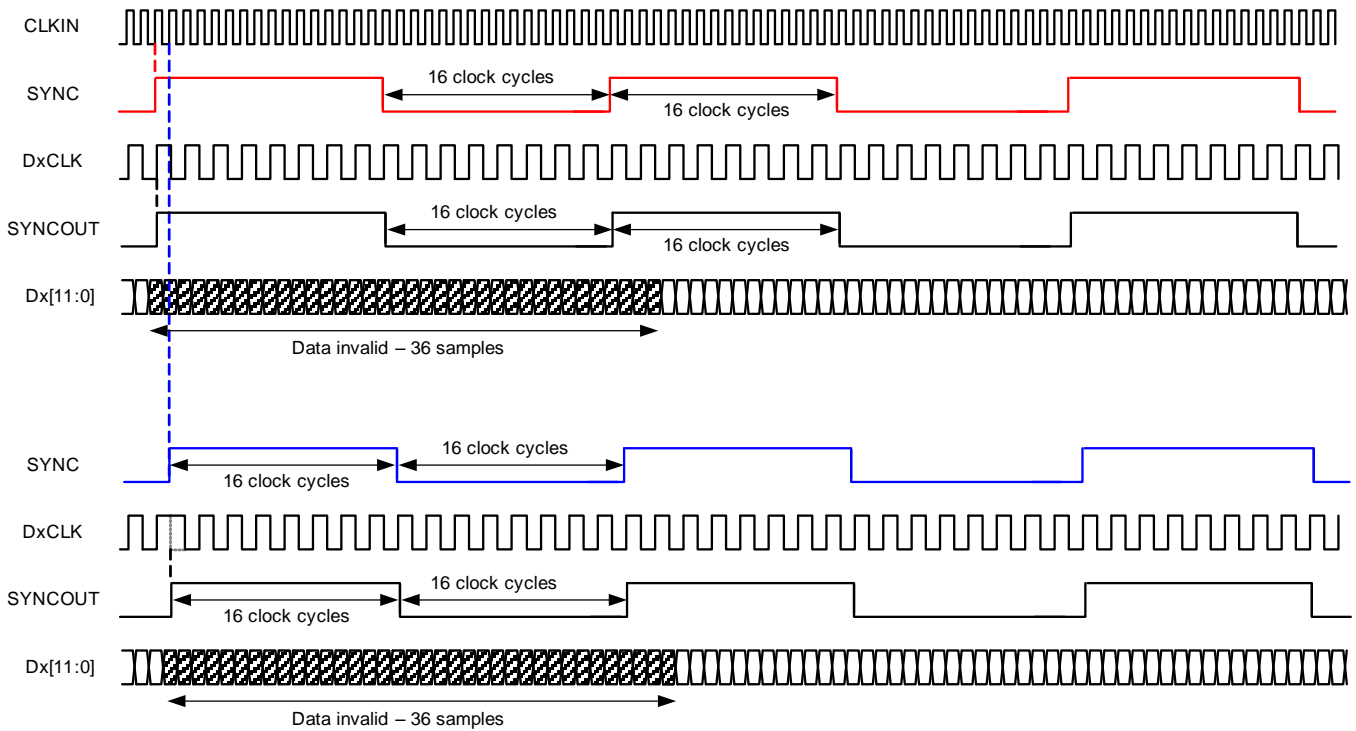 CLKIN
SYNC
16 clock cycles
16 clock cycles
DxCLK
SYNCOUT
16 clock cycles
16 clock cycles
Dx[11:0]
Data invalid – 36 samples
SYNC
16 clock cycles
16 clock cycles
DxCLK
SYNCOUT
16 clock cycles
16 clock cycles
Dx[11:0]
Data invalid – 36 samples